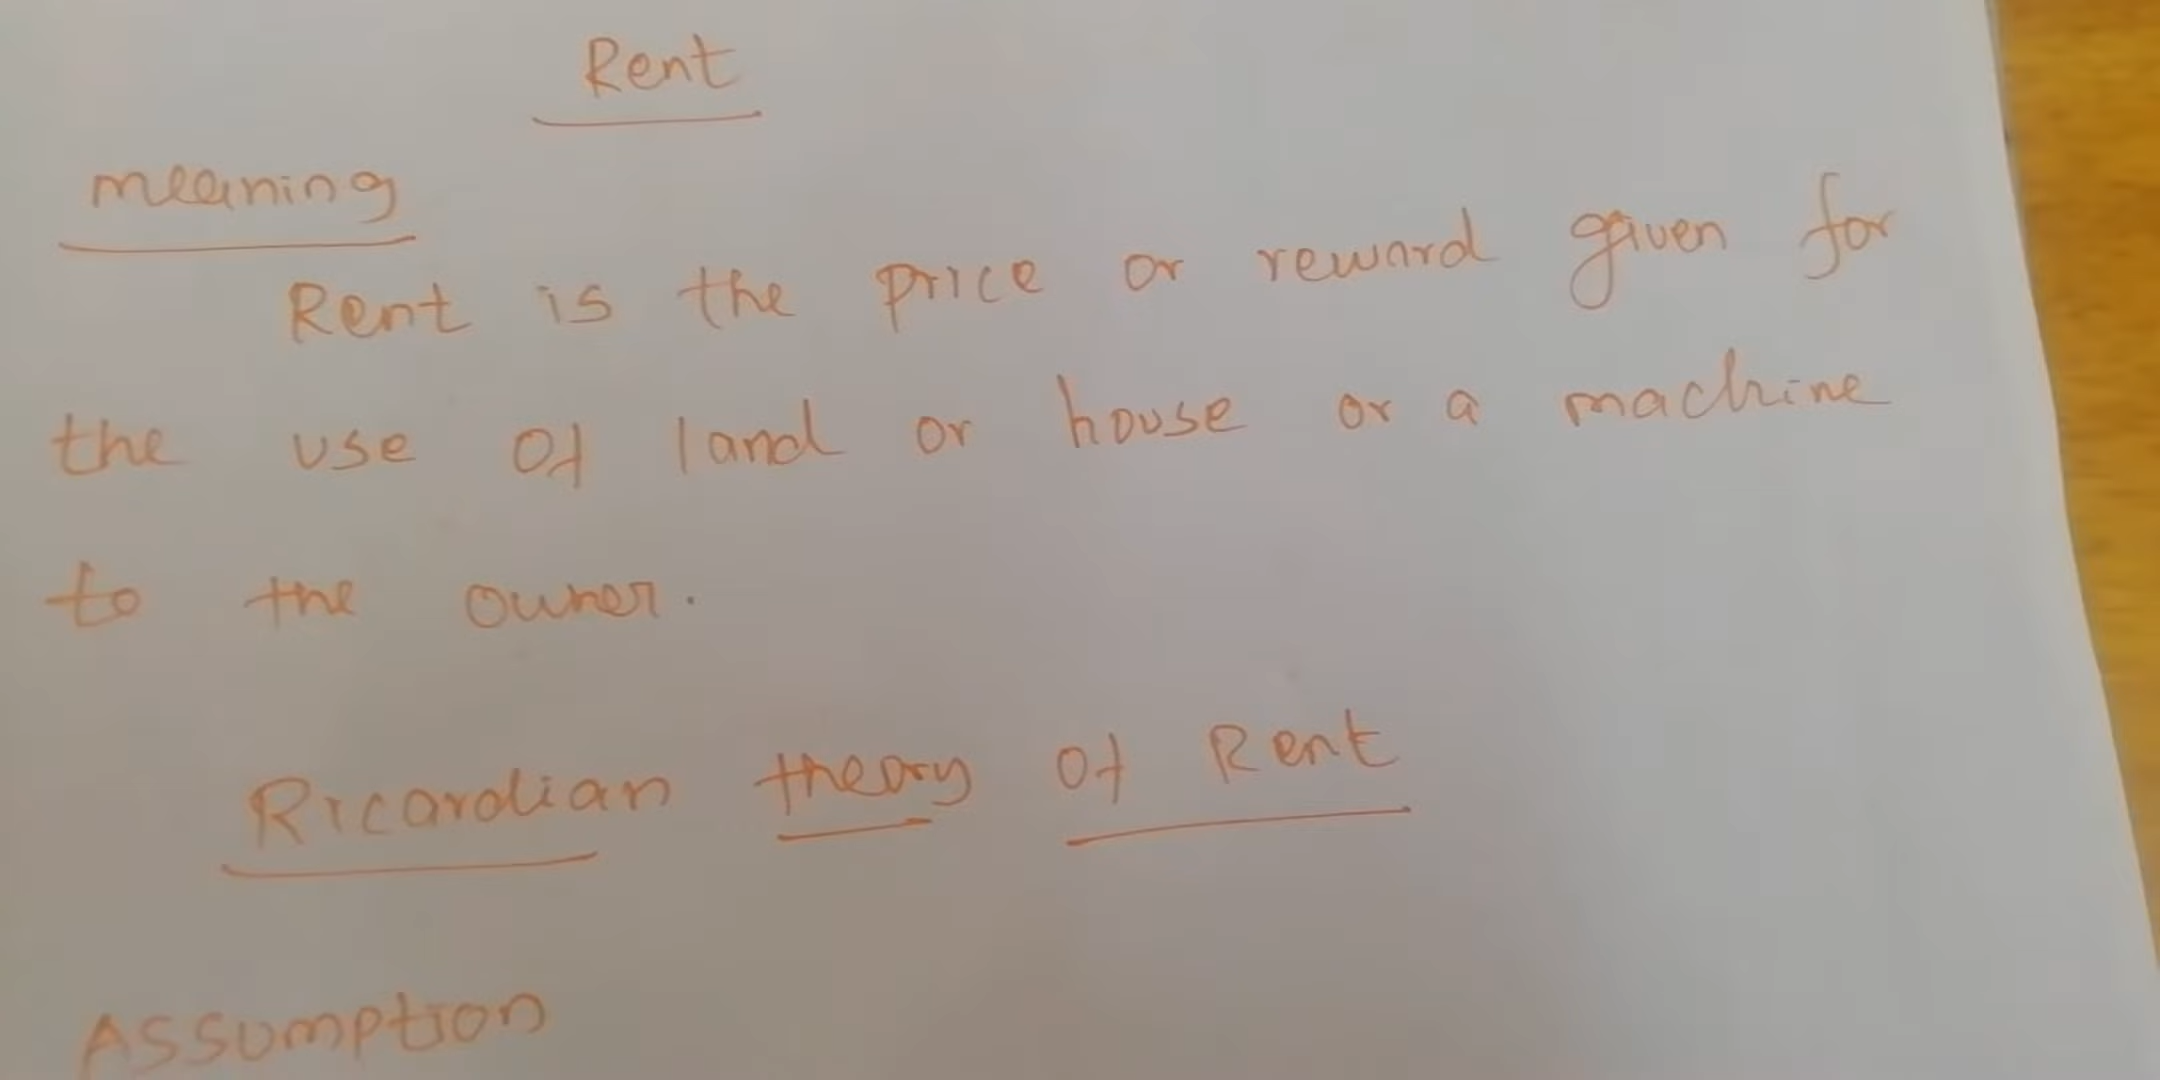 Rent
meaning
Rent is the price or reward given for
the use of land or house or a machine
to the owner.
Ricardian theory of Rent
Assumption